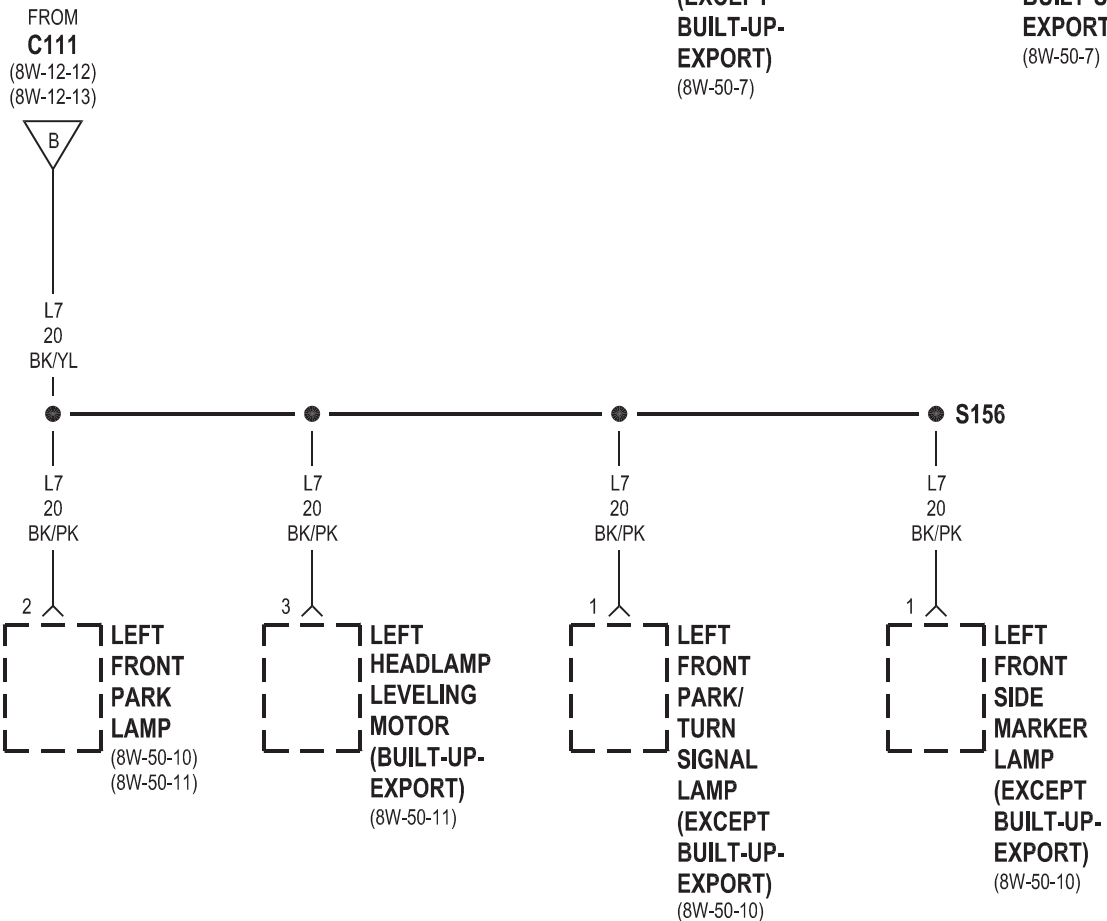 FROM
C111
(8W-12-12)
(8W-12-13)
B
BUILT-UP-
EXPORT)
(8W-50-7)
EXPORT
(8W-50-7)
L7
20
BK/YL
S156
L7
20
BK/PK
L7
20
BK/PK
L7
20
BK/PK
L7
20
BK/PK
2
LEFT
FRONT
PARK
LAMP
(8W-50-10)
(8W-50-11)
3
LEFT
HEADLAMP
LEVELING
MOTOR
(BUILT-UP-
EXPORT)
(8W-50-11)
1
LEFT
FRONT
PARK/
TURN
SIGNAL
LAMP
(EXCEPT
BUILT-UP-
EXPORT)
(8W-50-10)
1
LEFT
FRONT
SIDE
MARKER
LAMP
(EXCEPT
BUILT-UP-
EXPORT)
(8W-50-10)